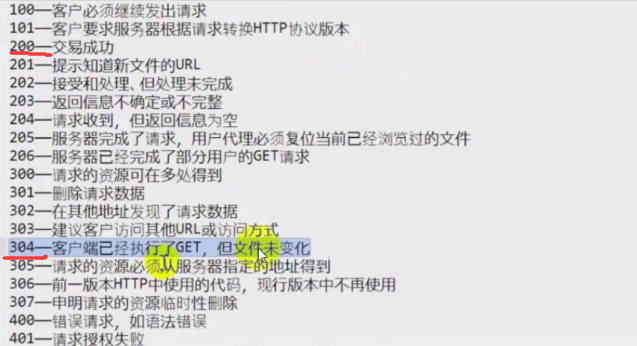 100——客户必须继续发出请求
101——客户要求服务器根据请求转换HTTP协议版本
200——交易成功
201——提示知道新文件的URL
202——接受和处理、但处理未完成
203——返回信息不确定或不完整
204——请求收到，但返回信息为空
205——服务器完成了请求，用户代理必须复位当前已经浏览过的文件
206——服务器已经完成了部分用户的GET请求
300——请求的资源可在多处得到
301——删除请求数据
302——在其他地址发现了请求数据
303——建议客户访问其他URL或访问方式
304——客户端已经执行了GET，但文件未变化
305——请求的资源必须从服务器指定的地址得到
306——前一版本HTTP中使用的代码，现行版本中不再使用
307——申明请求的资源临时性删除
400——错误请求，如语法错误
401——请求授权失败